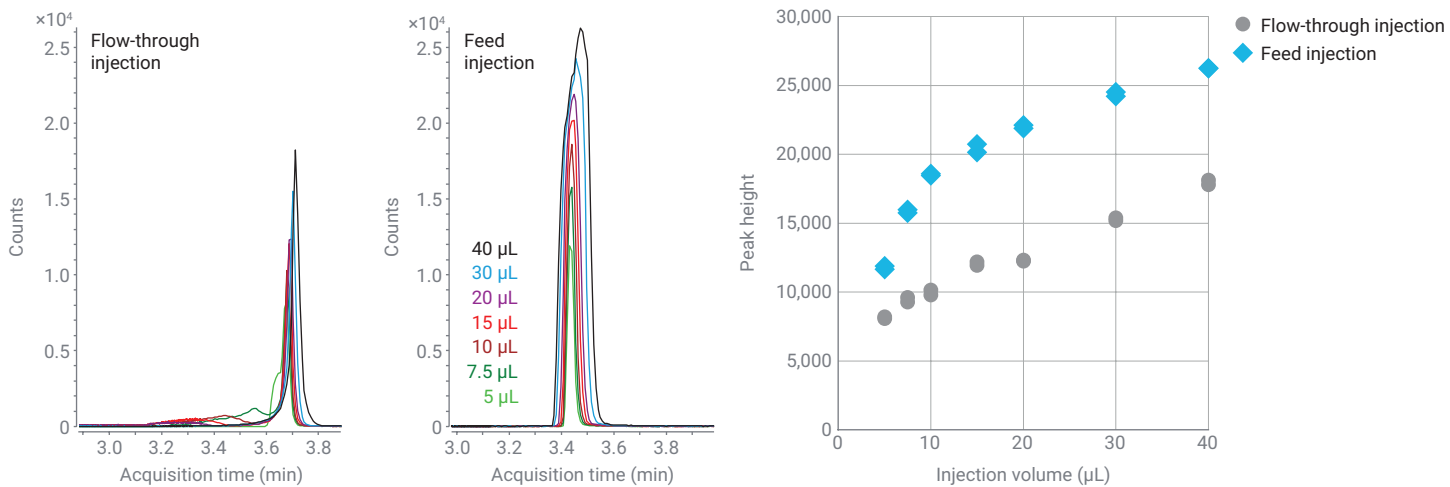 ×10⁴
Flow-through
injection
2.5
2.0
1.5
1.0
0.5
0
Counts
3.0
3.2
3.4
3.6
3.8
Acquisition time (min)
×10⁴
Feed
injection
2.5
2.0
1.5
1.0
0.5
0
Counts
40 µL
30 µL
20 µL
15 µL
10 µL
7.5 µL
5 µL
3.0
3.2
3.4
3.6
3.8
Acquisition time (min)
30,000
25,000
20,000
15,000
10,000
5,000
0
Peak height
0
10
20
30
40
Injection volume (µL)
Flow-through injection
Feed injection